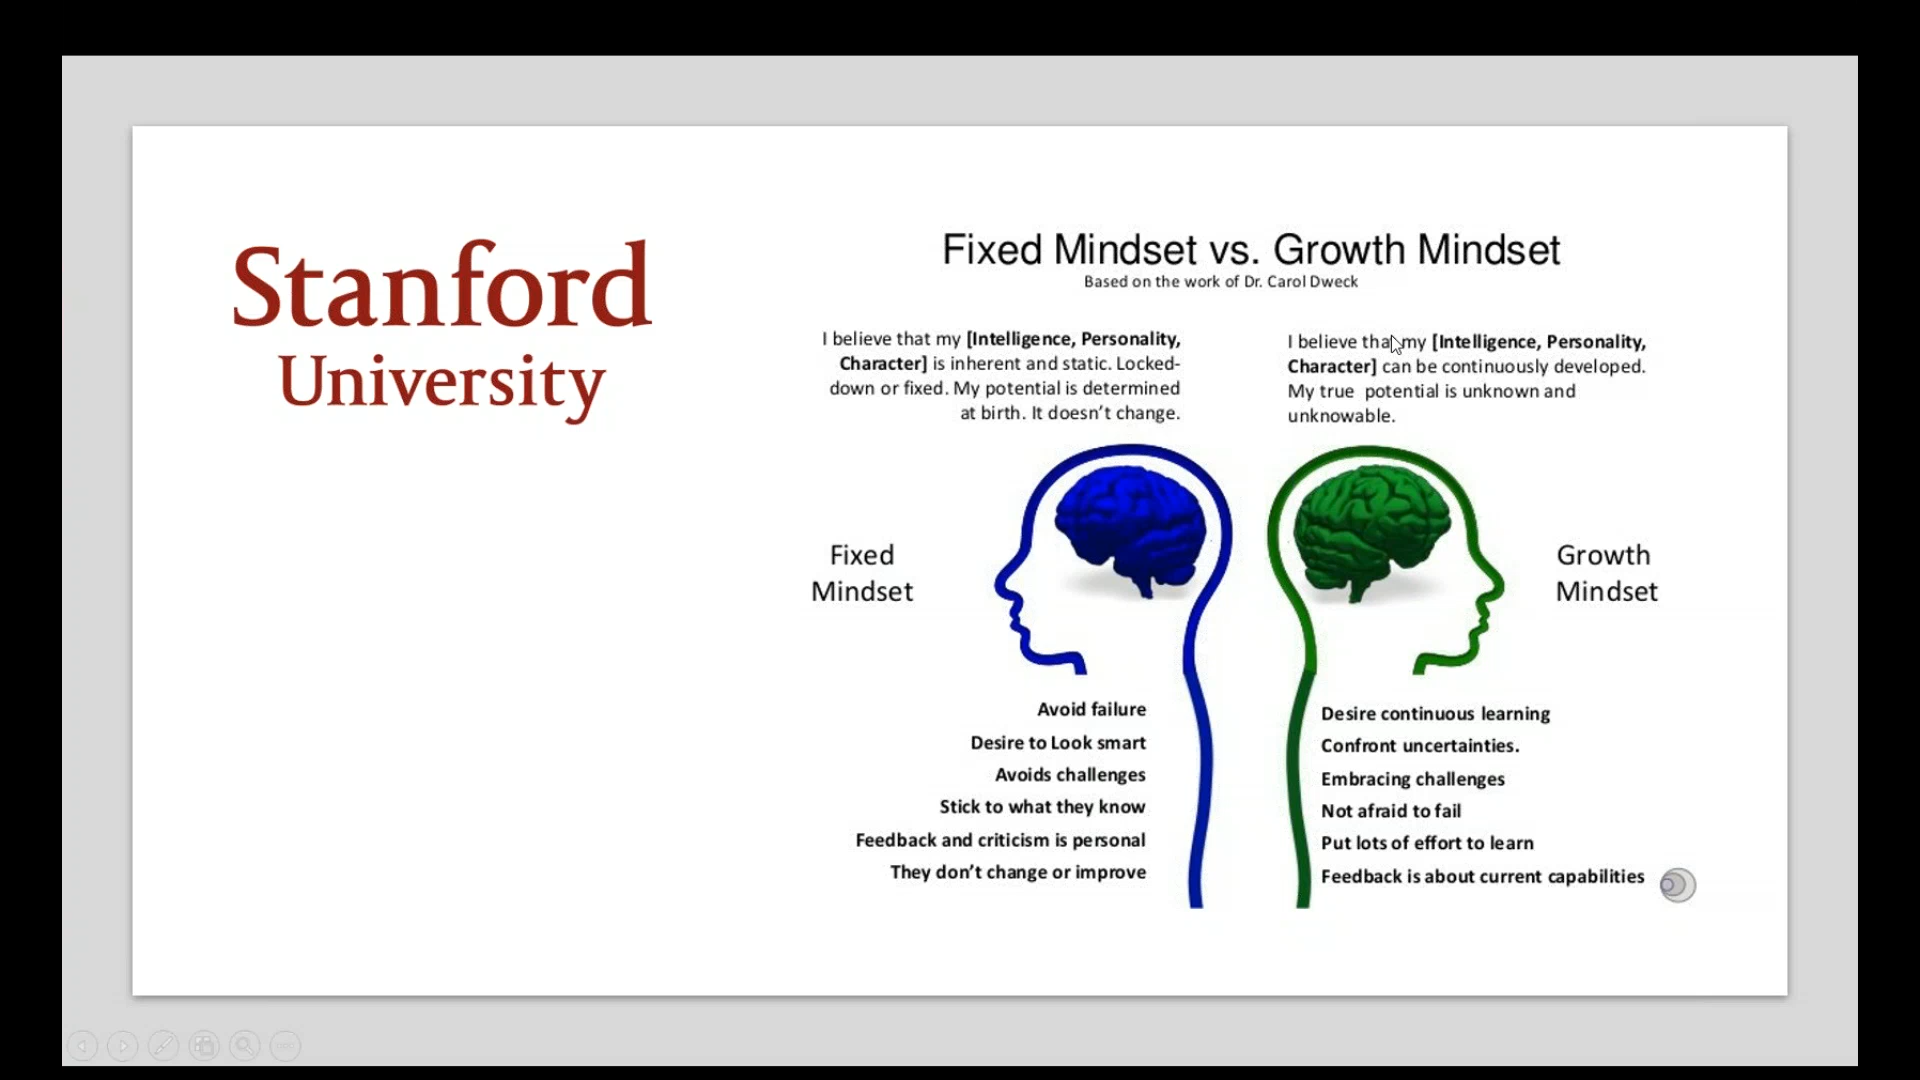 Stanford
University
Fixed Mindset vs. Growth Mindset
Based on the work of Dr. Carol Dweck
I believe that my [Intelligence, Personality,
Character] is inherent and static. Locked-
down or fixed. My potential is determined
at birth. It doesn't change.
I believe that my [Intelligence, Personality,
Character] can be continuously developed.
My true potential is unknown and
unknowable.
Fixed
Mindset
Growth
Mindset
Avoid failure
Desire to Look smart
Avoids challenges
Stick to what they know
Feedback and criticism is personal
They don't change or improve
Desire continuous learning
Confront uncertainties.
Embracing challenges
Not afraid to fail
Put lots of effort to learn
Feedback is about current capabilities